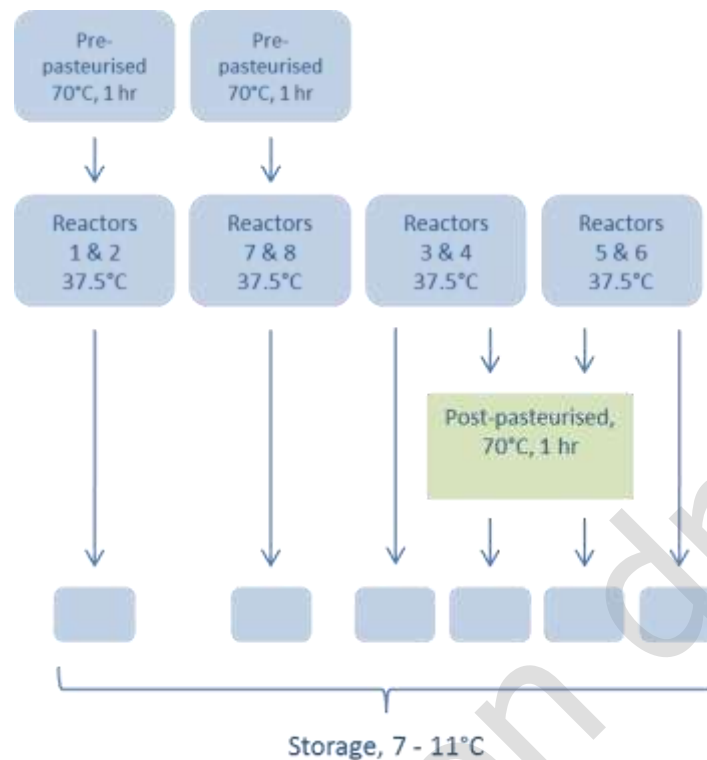 Pre-
pasteurised
70°C, 1 hr
Pre-
pasteurised
70°C, 1 hr
Reactors
1 & 2
37.5°C
Reactors
7 & 8
37.5°C
Reactors
3 & 4
37.5°C
Reactors
5 & 6
37.5°C
Post-pasteurised,
70°C, 1 hr
Storage, 7 - 11°C